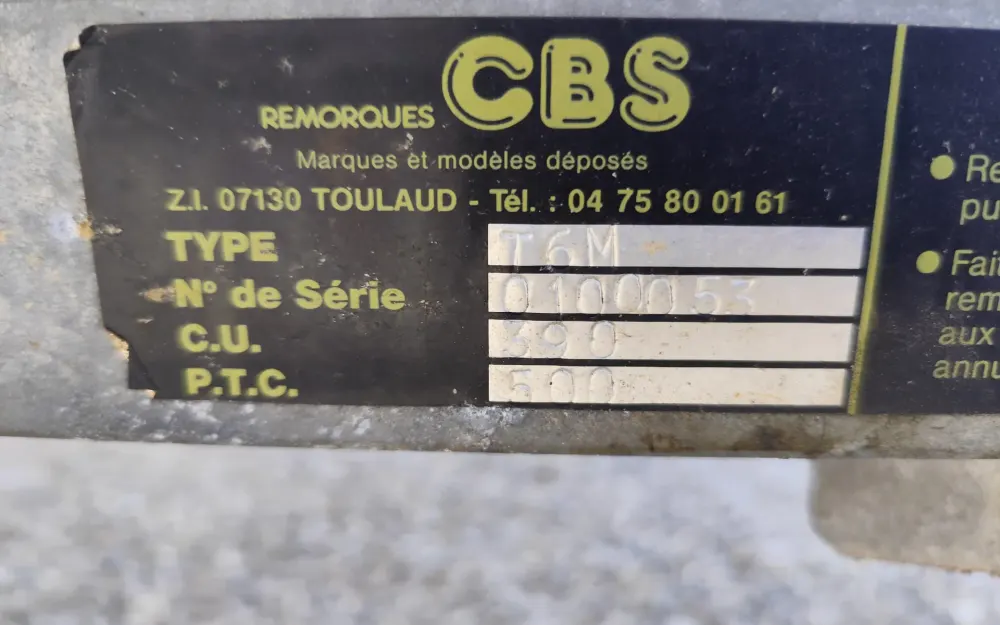 REMORQUES CBS
Marques et modèles déposés
Z.I. 07130 TOULAUD - Tél. : 04 75 80 01 61
TYPE T6M
N° de Série 0100053
C.U. 390
P.T.C. 500
● Re
pu
● Fai
rem
aux
annu